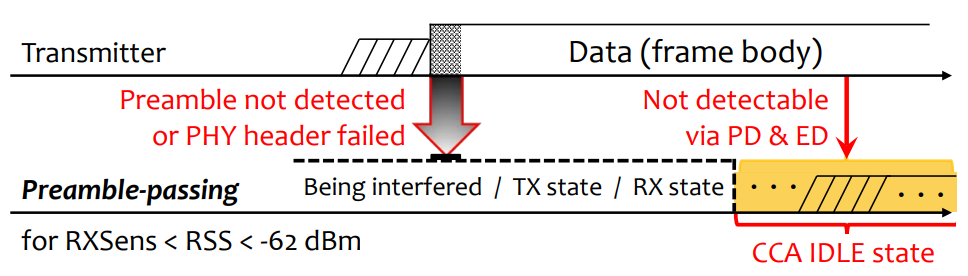 Transmitter
Data (frame body)
Preamble not detected
or PHY header failed
Not detectable
via PD & ED
Preamble-passing
Being interfered / TX state / RX state
• • •
• • •
for RXSens < RSS < -62 dBm
CCA IDLE state